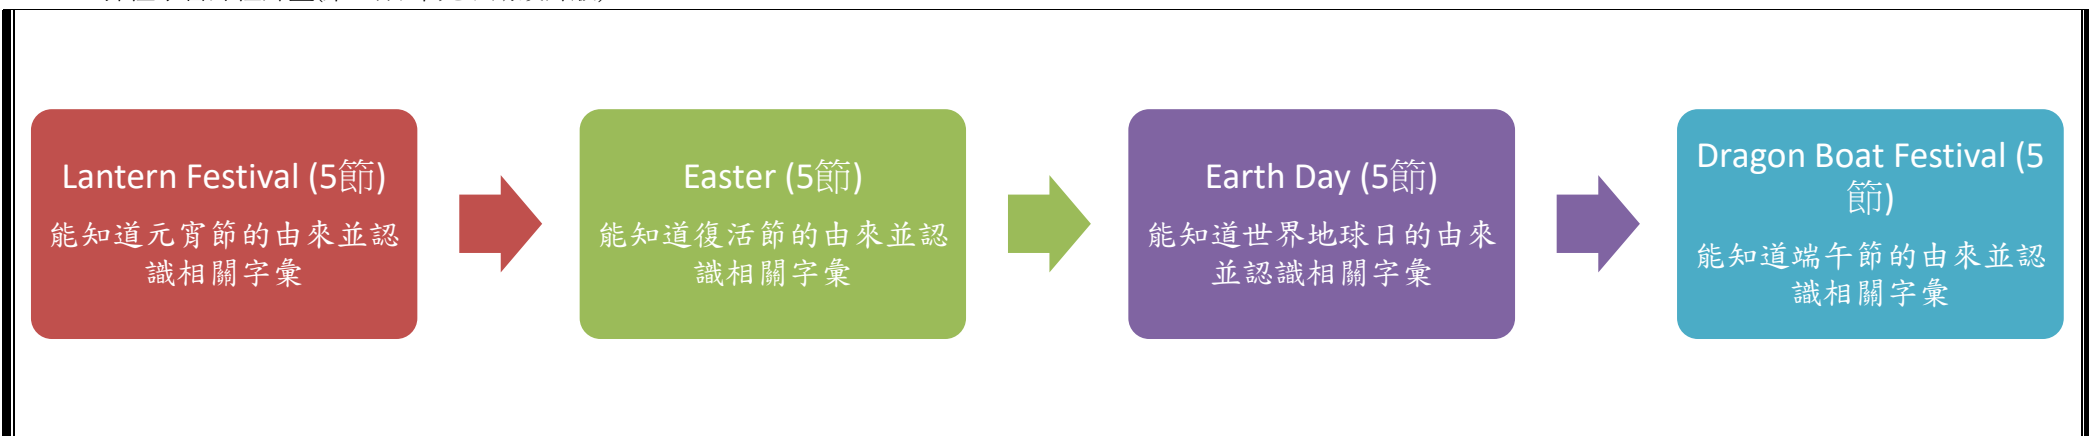 Lantern Festival (5節)
能知道元宵節的由來並認
識相關字彙
Easter (5節)
能知道復活節的由來並認
識相關字彙
Earth Day (5節)
能知道世界地球日的由來
並認識相關字彙
Dragon Boat Festival (5
節)
能知道端午節的由來並認
識相關字彙